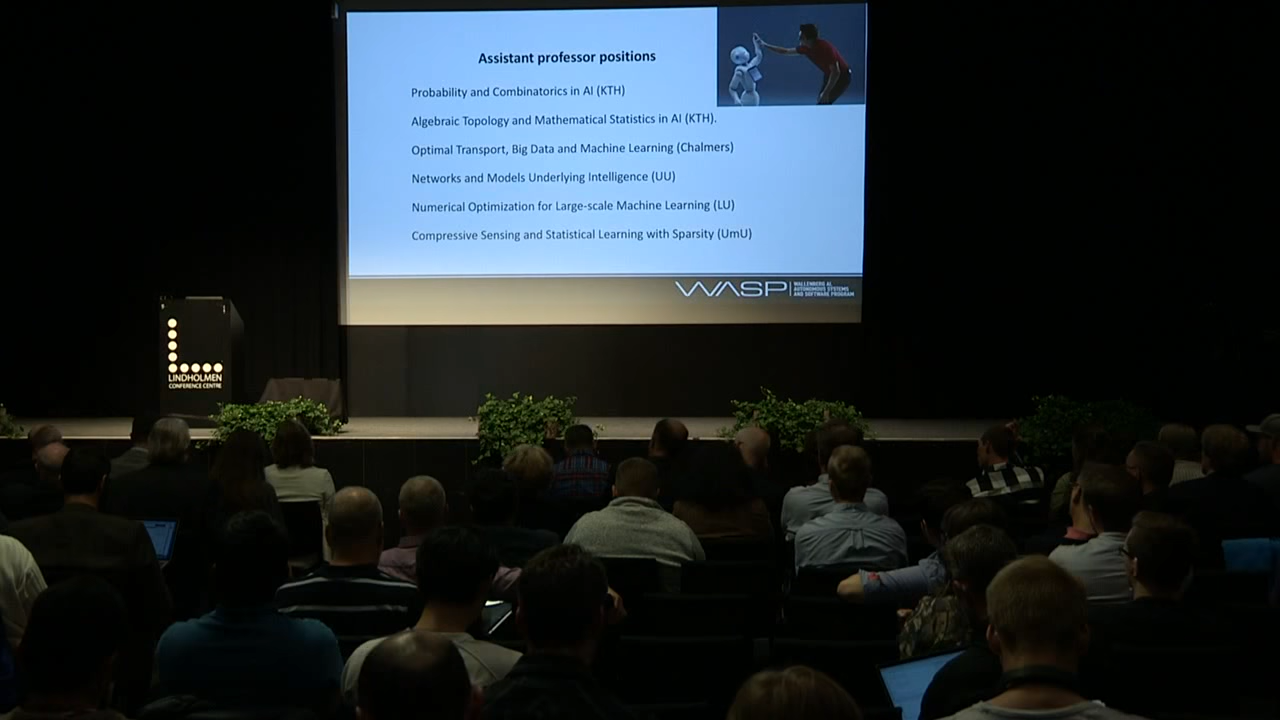 Assistant professor positions
Probability and Combinatorics in AI (KTH)
Algebraic Topology and Mathematical Statistics in AI (KTH).
Optimal Transport, Big Data and Machine Learning (Chalmers)
Networks and Models Underlying Intelligence (UU)
Numerical Optimization for Large-scale Machine Learning (LU)
Compressive Sensing and Statistical Learning with Sparsity (UmU)
WASP
WALLENBERG AI,
AUTONOMOUS SYSTEMS
AND SOFTWARE PROGRAM
LINDHOLMEN
CONFERENCE CENTRE